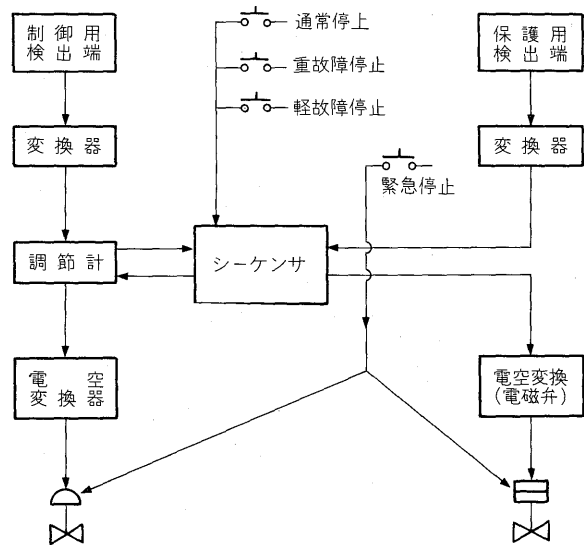 制御用
検出端
変換器
調節計
電空
変換器
通常停止
重故障停止
軽故障停止
緊急停止
シーケンサ
保護用
検出端
変換器
電空変換
(電磁弁)